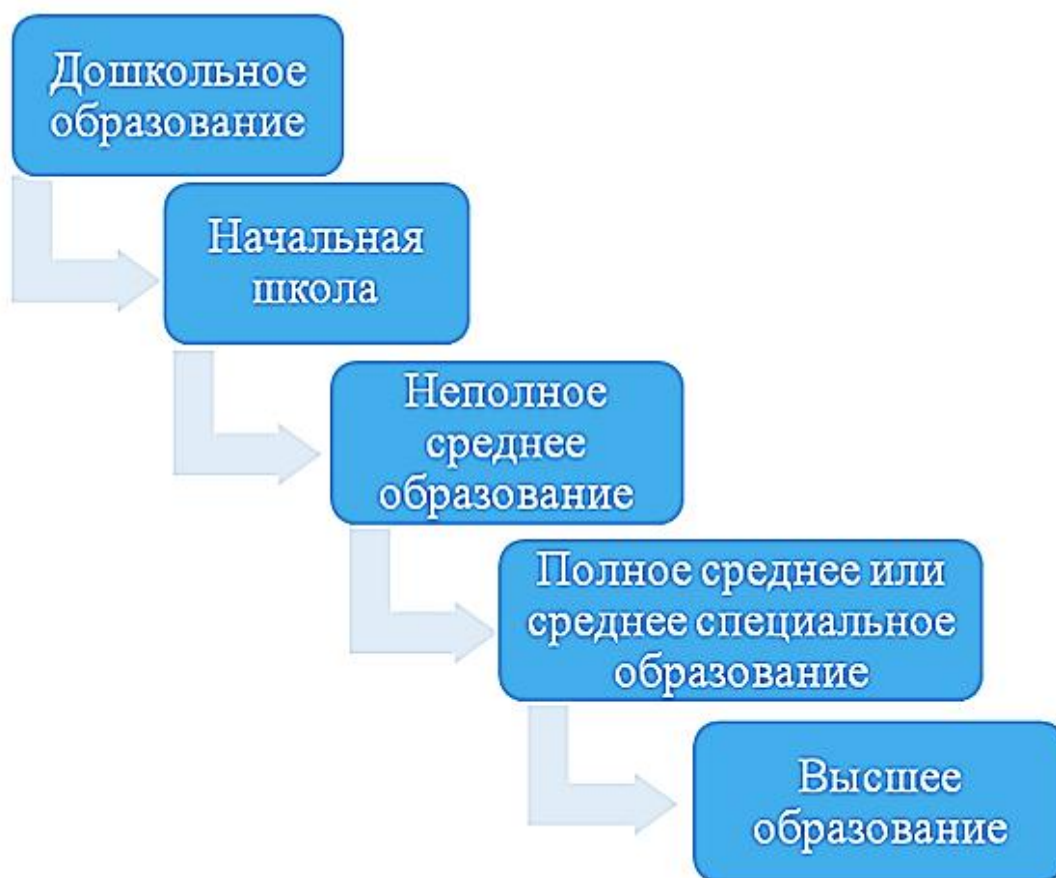 Дошкольное
образование
Начальная
школа
Неполное
среднее
образование
Полное среднее или
среднее специальное
образование
Высшее
образование